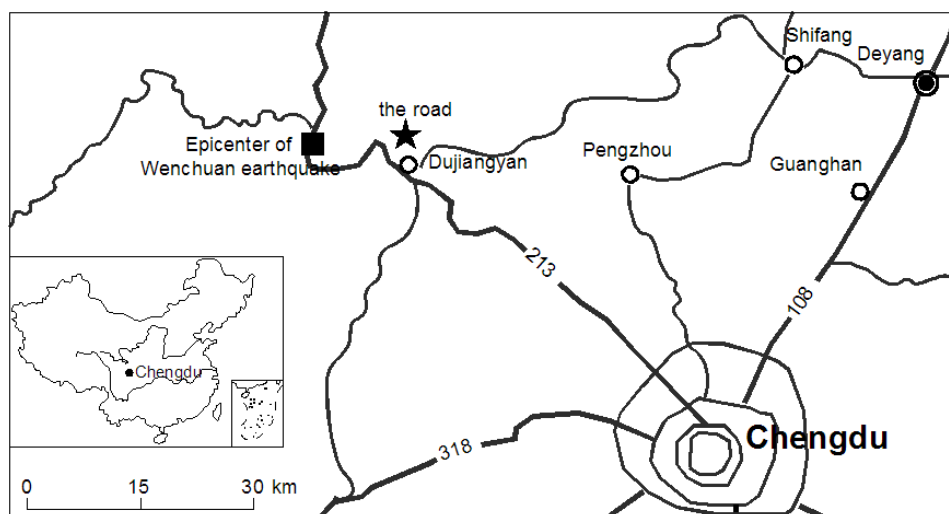 Shifang
Deyang
the road
Epicenter of
Wenchuan earthquake
Dujiangyan
Pengzhou
Guanghan
213
108
Chengdu
318
Chengdu
0 15 30 km